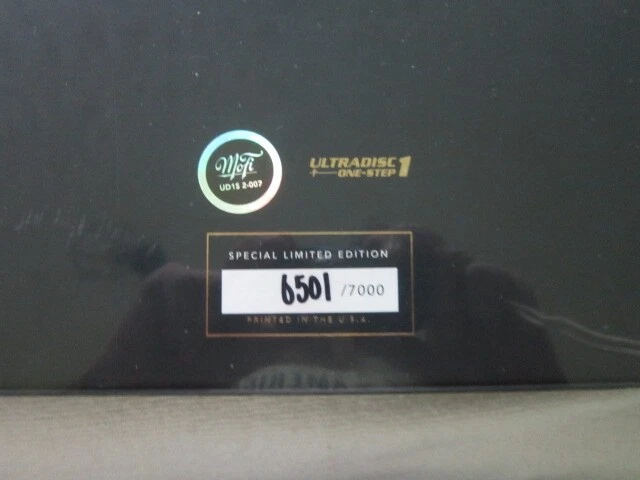 MoFi
UD1S 2-007
ULTRADISC
ONE-STEP 1
SPECIAL LIMITED EDITION
6501 /7000
PRINTED IN THE U.S.A.